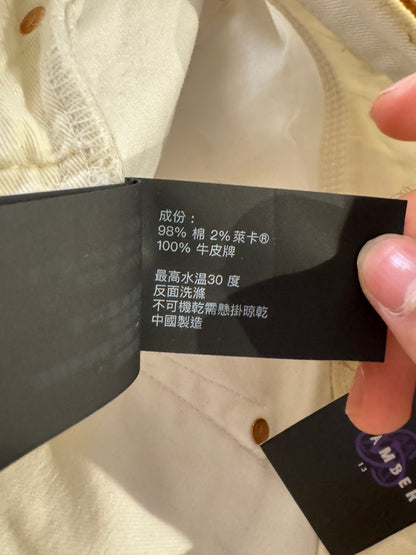 成份：
98% 棉 2% 萊卡®
100% 牛皮牌
最高水溫30 度
反面洗滌
不可機乾需懸掛晾乾
中國製造
AMBER